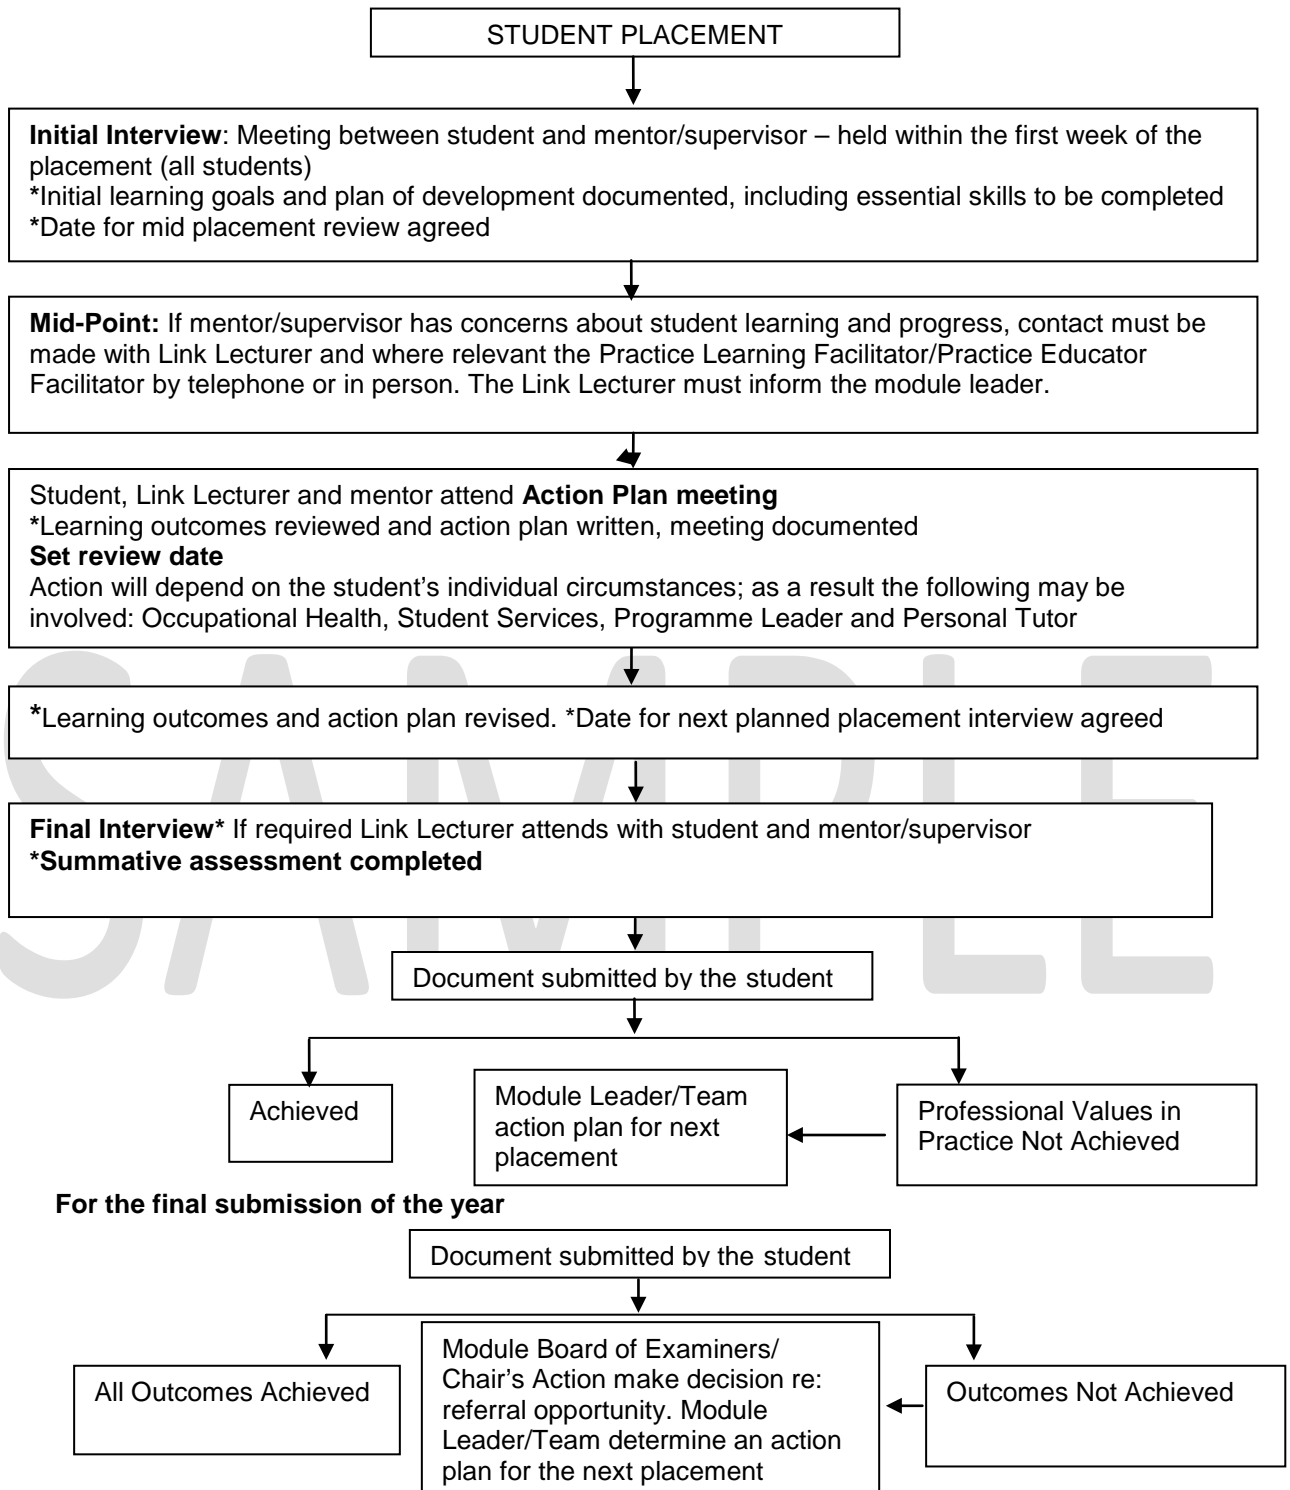 STUDENT PLACEMENT
Initial Interview: Meeting between student and mentor/supervisor – held within the first week of the
placement (all students)
*Initial learning goals and plan of development documented, including essential skills to be completed
*Date for mid placement review agreed
Mid-Point: If mentor/supervisor has concerns about student learning and progress, contact must be
made with Link Lecturer and where relevant the Practice Learning Facilitator/Practice Educator
Facilitator by telephone or in person. The Link Lecturer must inform the module leader.
Student, Link Lecturer and mentor attend Action Plan meeting
*Learning outcomes reviewed and action plan written, meeting documented
Set review date
Action will depend on the student's individual circumstances; as a result the following may be
involved: Occupational Health, Student Services, Programme Leader and Personal Tutor
*Learning outcomes and action plan revised. *Date for next planned placement interview agreed
SAMPLE
Final Interview* If required Link Lecturer attends with student and mentor/supervisor
*Summative assessment completed
Document submitted by the student
Achieved
Module Leader/Team
action plan for next
placement
Professional Values in
Practice Not Achieved
For the final submission of the year
Document submitted by the student
All Outcomes Achieved
Module Board of Examiners/
Chair's Action make decision re:
referral opportunity. Module
Leader/Team determine an action
plan for the next placement
Outcomes Not Achieved